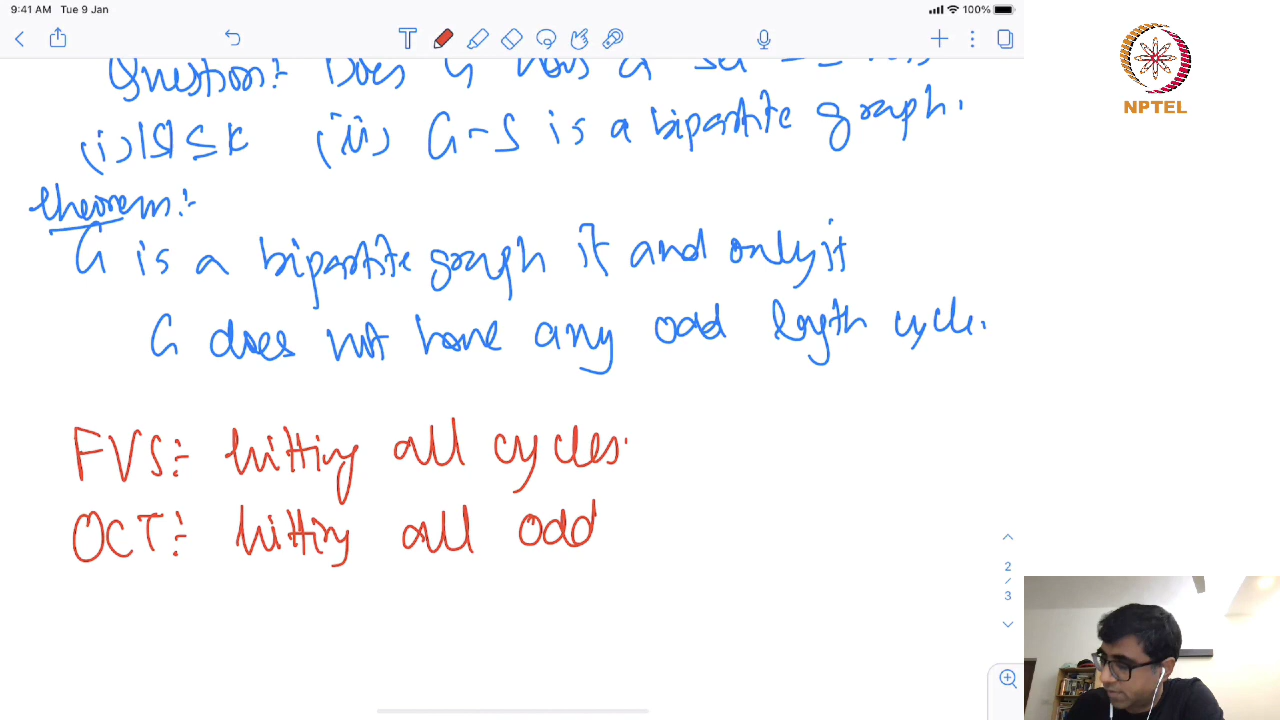 9:41 AM Tue 9 Jan
100%
NPTEL
Question:- Does G have a set
(i) |S| ≤ k (ii) G-S is a bipartite graph.
theorem:-
G is a bipartite graph if and only if
G does not have any odd length cycle.
FVS:- hitting all cycles.
OCT:- hitting all odd
2
/
3